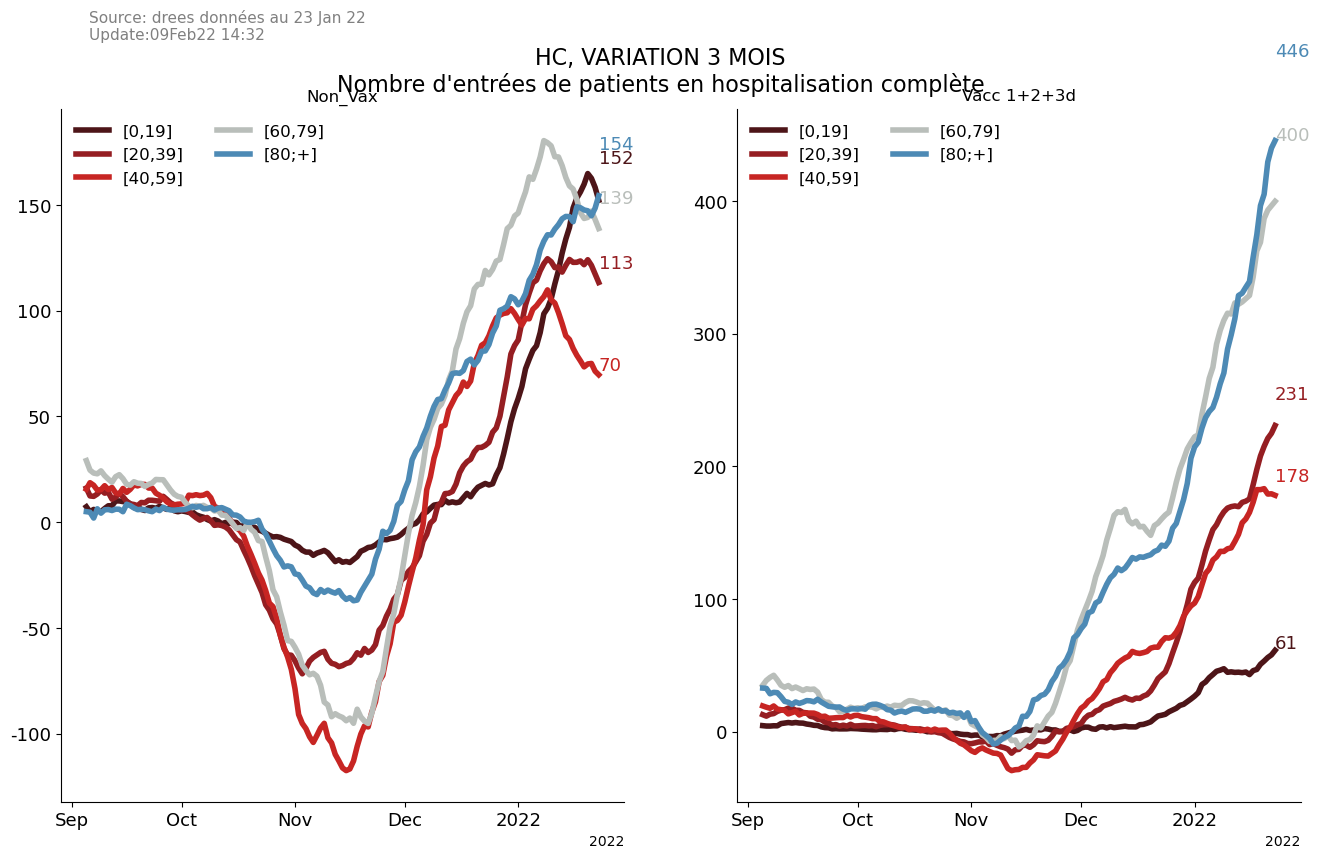 Source: drees données au 23 Jan 22
Update:09Feb22 14:32
HC, VARIATION 3 MOIS
Nombre d'entrées de patients en hospitalisation complète
Non_Vax
[0,19]
[20,39]
[40,59]
[60,79]
[80;+]
154
152
139
113
70
150
100
50
0
-50
-100
Sep
Oct
Nov
Dec
2022
2022
Vacc 1+2+3d
[0,19]
[20,39]
[40,59]
[60,79]
[80;+]
446
400
231
178
61
400
300
200
100
0
Sep
Oct
Nov
Dec
2022
2022